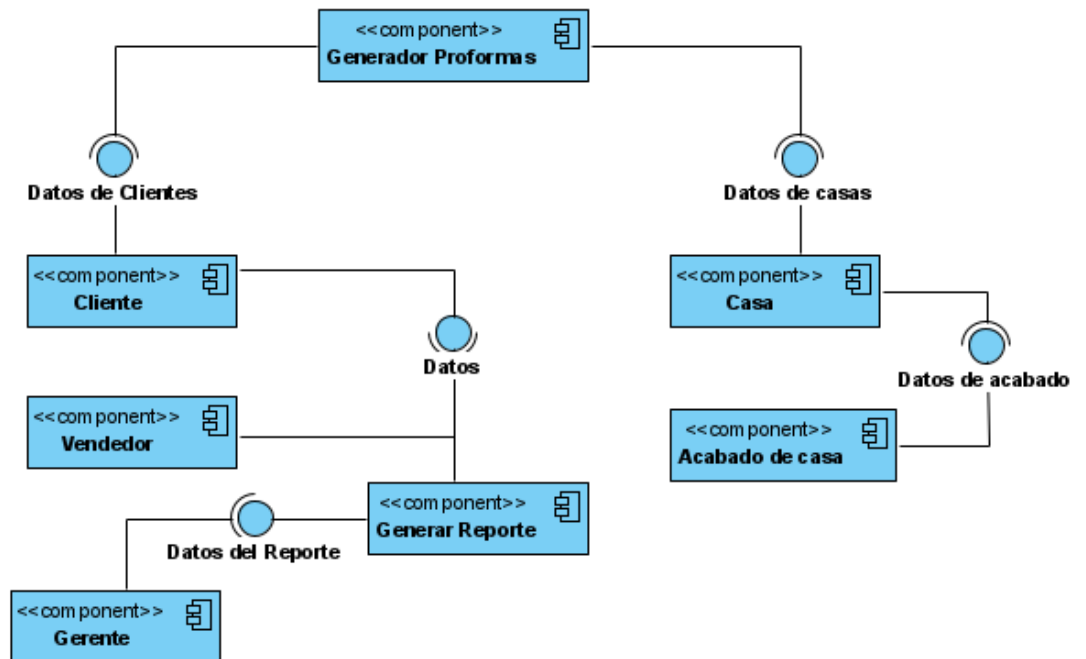 <<component>>
Generador Proformas
Datos de Clientes
Datos de casas
<<component>>
Cliente
<<component>>
Casa
Datos
Datos de acabado
<<component>>
Vendedor
<<component>>
Acabado de casa
<<component>>
Generar Reporte
Datos del Reporte
<<component>>
Gerente